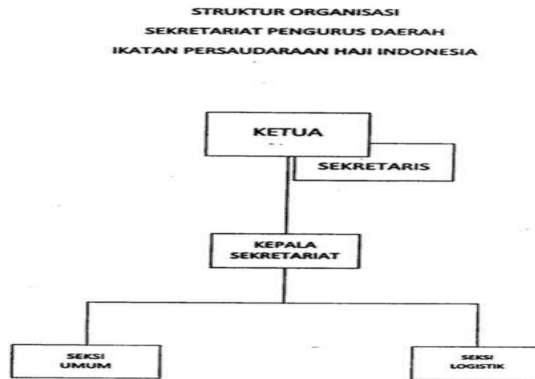 STRUKTUR ORGANISASI
SEKRETARIAT PENGURUS DAERAH
IKATAN PERSAUDARAAN HAJI INDONESIA
KETUA
SEKRETARIS
KEPALA
SEKRETARIAT
SEKSI
UMUM
SEKSI
LOGISTIK